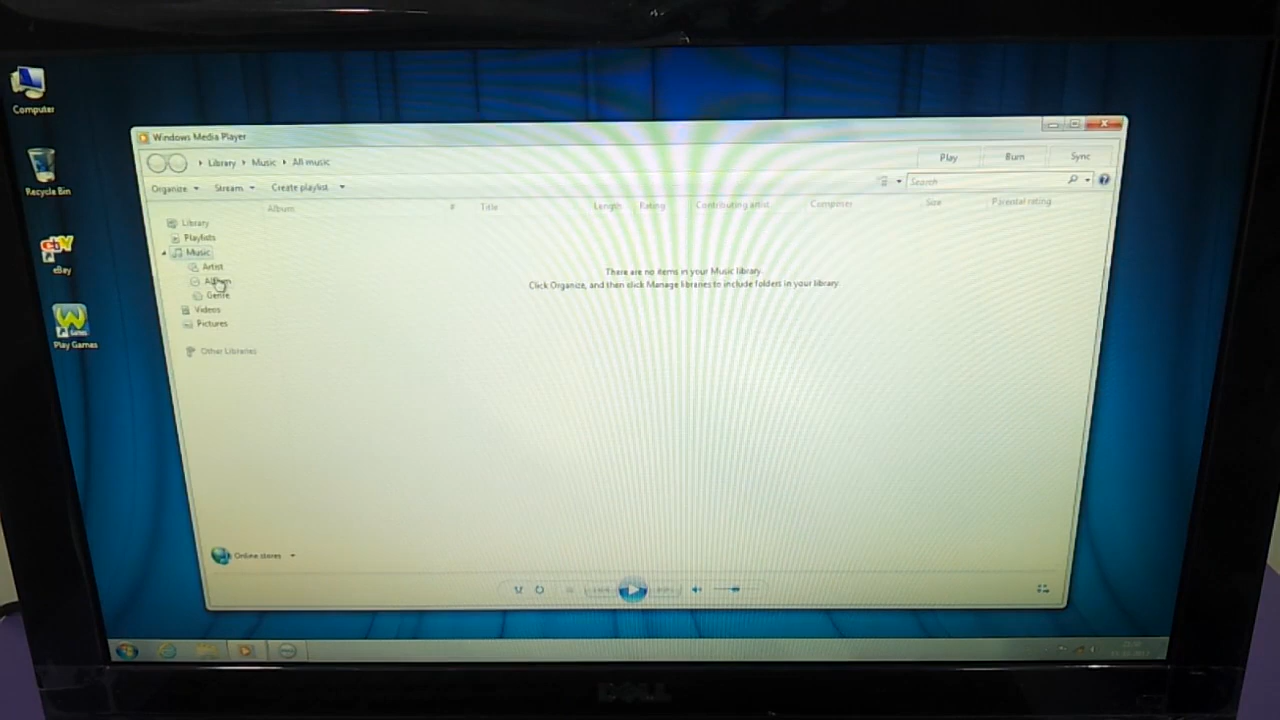 Computer
Recycle Bin
eBay
Play Games
Windows Media Player
Library Music All music
Play Burn Sync
Organize Stream Create playlist
Search
Album # Title Length Rating Contributing artist Composer Size Parental rating
Library
Playlists
Music
Artist
Album
Genre
Videos
Pictures
Other Libraries
There are no items in your Music library.
Click Organize, and then click Manage libraries to include folders in your library.
Online stores
DELL